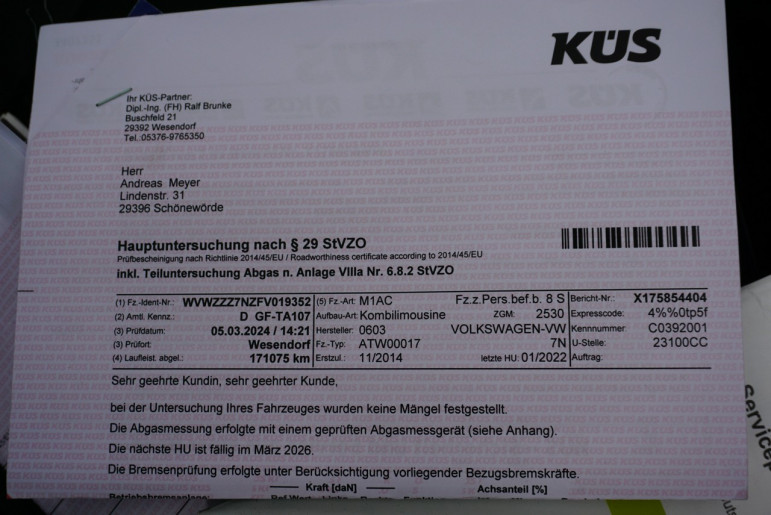 KÜS
Ihr KÜS-Partner:
Dipl.-Ing. (FH) Ralf Brunke
Buschfeld 21
29392 Wesendorf
Tel.:05376-9765350
Herr
Andreas Meyer
Lindenstr. 31
29396 Schönewörde
Hauptuntersuchung nach § 29 StVZO
Prüfbescheinigung nach Richtlinie 2014/45/EU / Roadworthiness certificate according to 2014/45/EU
inkl. Teiluntersuchung Abgas n. Anlage VIIIa Nr. 6.8.2 StVZO
(1) Fz.-Ident-Nr.: WVWZZZ7NZFV019352 (5) Fz.-Art: M1AC Fz.z.Pers.bef.b. 8 S Bericht-Nr.: X175854404
(2) Amtl. Kennz.: D GF-TA107 Aufbau-Art: Kombilimousine ZGM: 2530 Expresscode: 4%%0tp5f
(3) Prüfdatum: 05.03.2024 / 14:21 Hersteller: 0603 VOLKSWAGEN-VW Kennnummer: C0392001
(3) Prüfort: Wesendorf Fz.-Typ: ATW00017 7N U-Stelle: 23100CC
(4) Laufleist. abgel.: 171075 km Erstzul.: 11/2014 letzte HU: 01/2022 Auftrag:
Sehr geehrte Kundin, sehr geehrter Kunde,
bei der Untersuchung Ihres Fahrzeuges wurden keine Mängel festgestellt.
Die Abgasmessung erfolgte mit einem geprüften Abgasmessgerät (siehe Anhang).
Die nächste HU ist fällig im März 2026.
Die Bremsenprüfung erfolgte unter Berücksichtigung vorliegender Bezugsbremskräfte.
Kraft [daN] Achsanteil [%]
Betriebsbremsanlage: